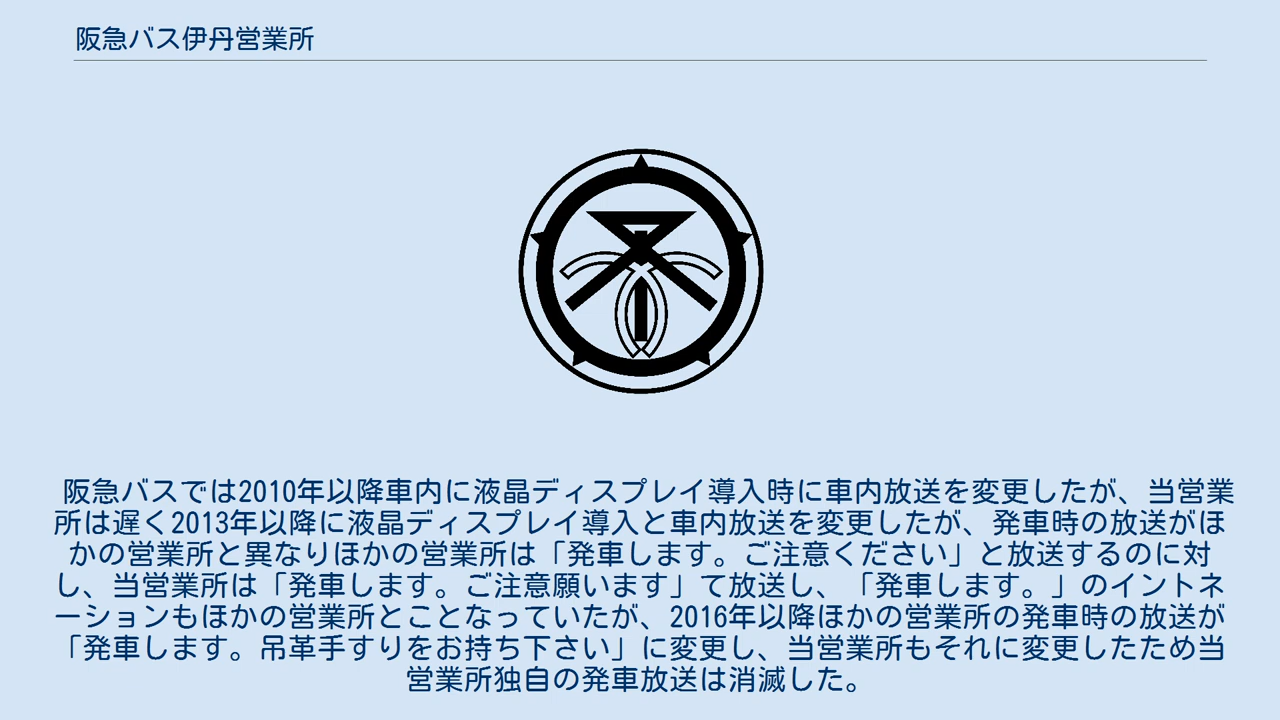 阪急バス伊丹営業所
阪急バスでは2010年以降車内に液晶ディスプレイ導入時に車内放送を変更したが、当営業
所は遅く2013年以降に液晶ディスプレイ導入と車内放送を変更したが、発車時の放送がほ
かの営業所と異なりほかの営業所は「発車します。ご注意ください」と放送するのに対
し、当営業所は「発車します。ご注意願います」て放送し、「発車します。」のイントネ
ーションもほかの営業所とことなっていたが、2016年以降ほかの営業所の発車時の放送が
「発車します。吊革手すりをお持ち下さい」に変更し、当営業所もそれに変更したため当
営業所独自の発車放送は消滅した。